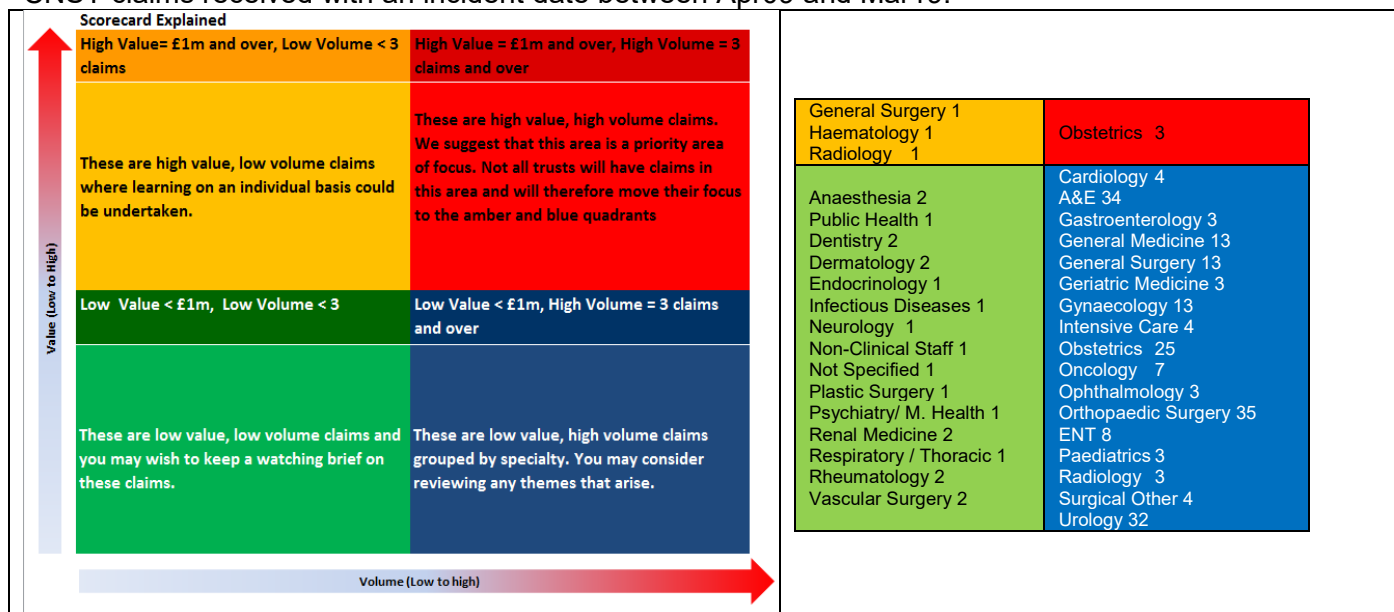 CNST claims received with an incident date between Apr09 and Mar19.
Scorecard Explained
High Value= £1m and over, Low Volume < 3
claims
High Value = £1m and over, High Volume = 3
claims and over
These are high value, low volume claims
where learning on an individual basis could
be undertaken.
These are high value, high volume claims.
We suggest that this area is a priority area
of focus. Not all trusts will have claims in
this area and will therefore move their focus
to the amber and blue quadrants
Value (Low to High)
Low Value < £1m, Low Volume < 3
Low Value < £1m, High Volume = 3 claims
and over
These are low value, low volume claims and
you may wish to keep a watching brief on
these claims.
These are low value, high volume claims
grouped by specialty. You may consider
reviewing any themes that arise.
Volume (Low to high)
General Surgery 1
Haematology 1
Radiology 1
Obstetrics 3
Anaesthesia 2
Public Health 1
Dentistry 2
Dermatology 2
Endocrinology 1
Infectious Diseases 1
Neurology 1
Non-Clinical Staff 1
Not Specified 1
Plastic Surgery 1
Psychiatry/ M. Health 1
Renal Medicine 2
Respiratory / Thoracic 1
Rheumatology 2
Vascular Surgery 2
Cardiology 4
A&E 34
Gastroenterology 3
General Medicine 13
General Surgery 13
Geriatric Medicine 3
Gynaecology 13
Intensive Care 4
Obstetrics 25
Oncology 7
Ophthalmology 3
Orthopaedic Surgery 35
ENT 8
Paediatrics 3
Radiology 3
Surgical Other 4
Urology 32